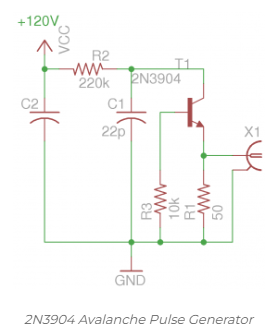 +120V
VCC
R2
220k
T1
2N3904
C2
C1
22p
X1
R3
10k
R1
50
GND
2N3904 Avalanche Pulse Generator